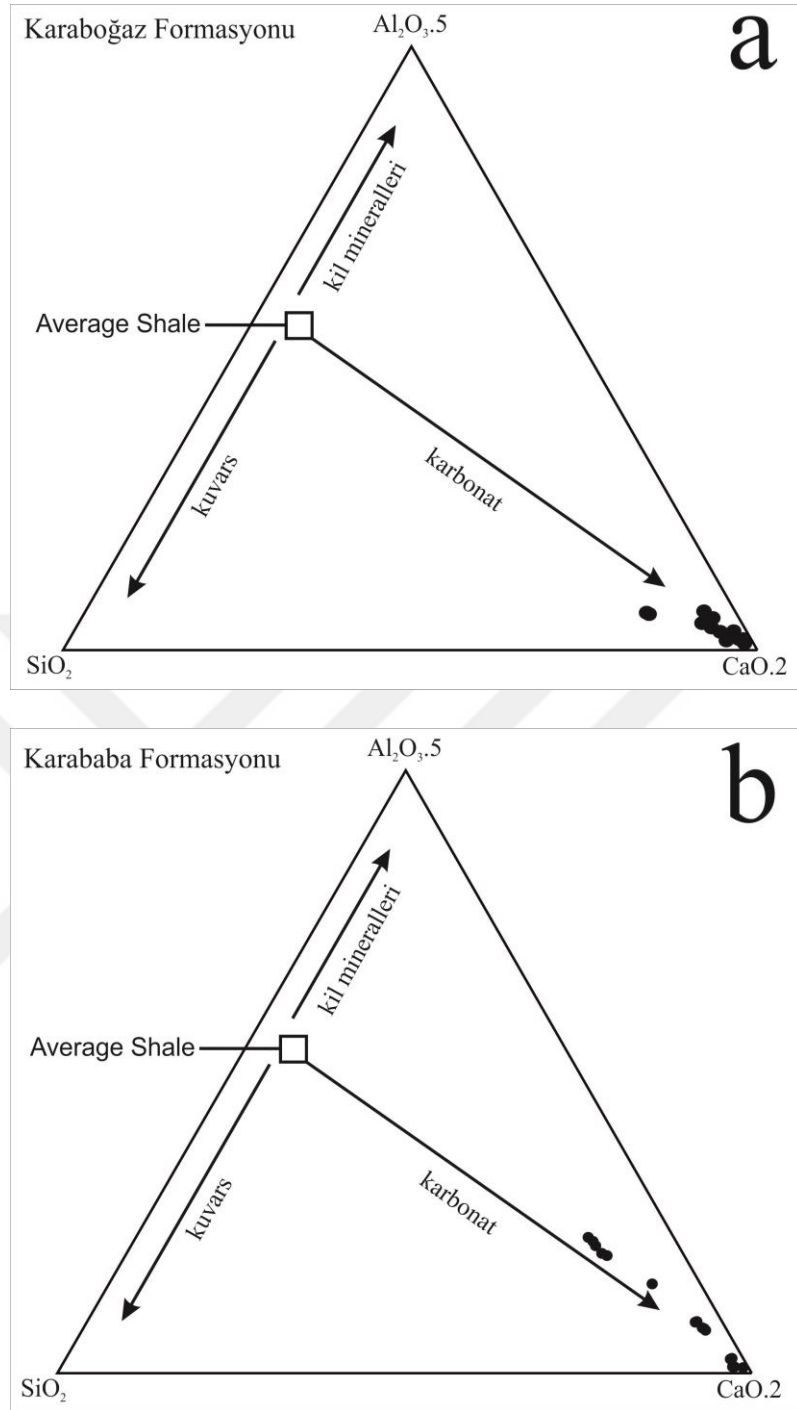 Karaboğaz Formasyonu
Al₂O₃.5
a
kil mineralleri
Average Shale
kuvars
karbonat
SiO₂
CaO.2
Karababa Formasyonu
Al₂O₃.5
b
kil mineralleri
Average Shale
kuvars
karbonat
SiO₂
CaO.2